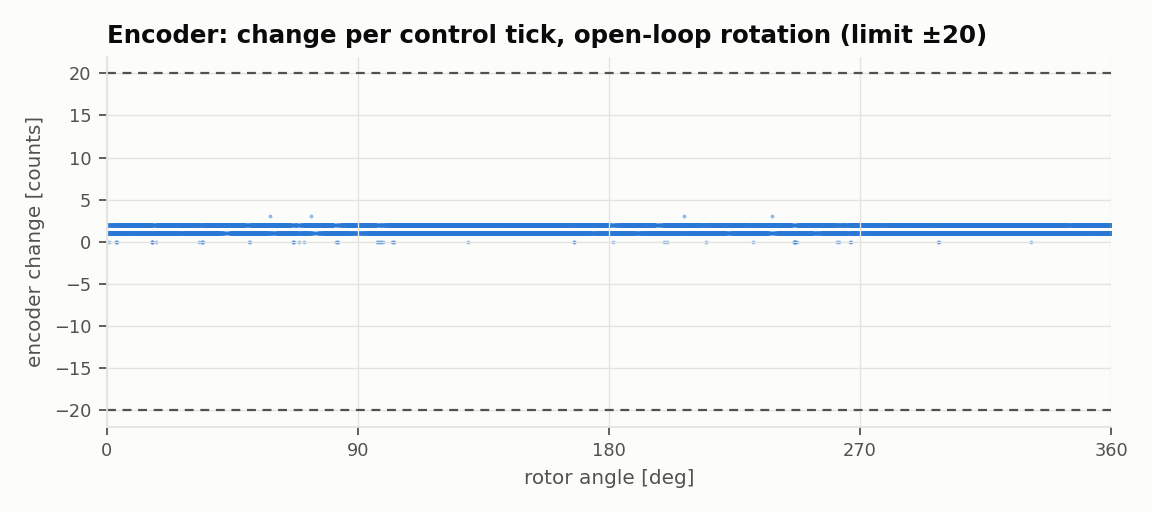 Encoder: change per control tick, open-loop rotation (limit ±20)
encoder change [counts]
20
15
10
5
0
−5
−10
−15
−20
0 90 180 270 360
rotor angle [deg]